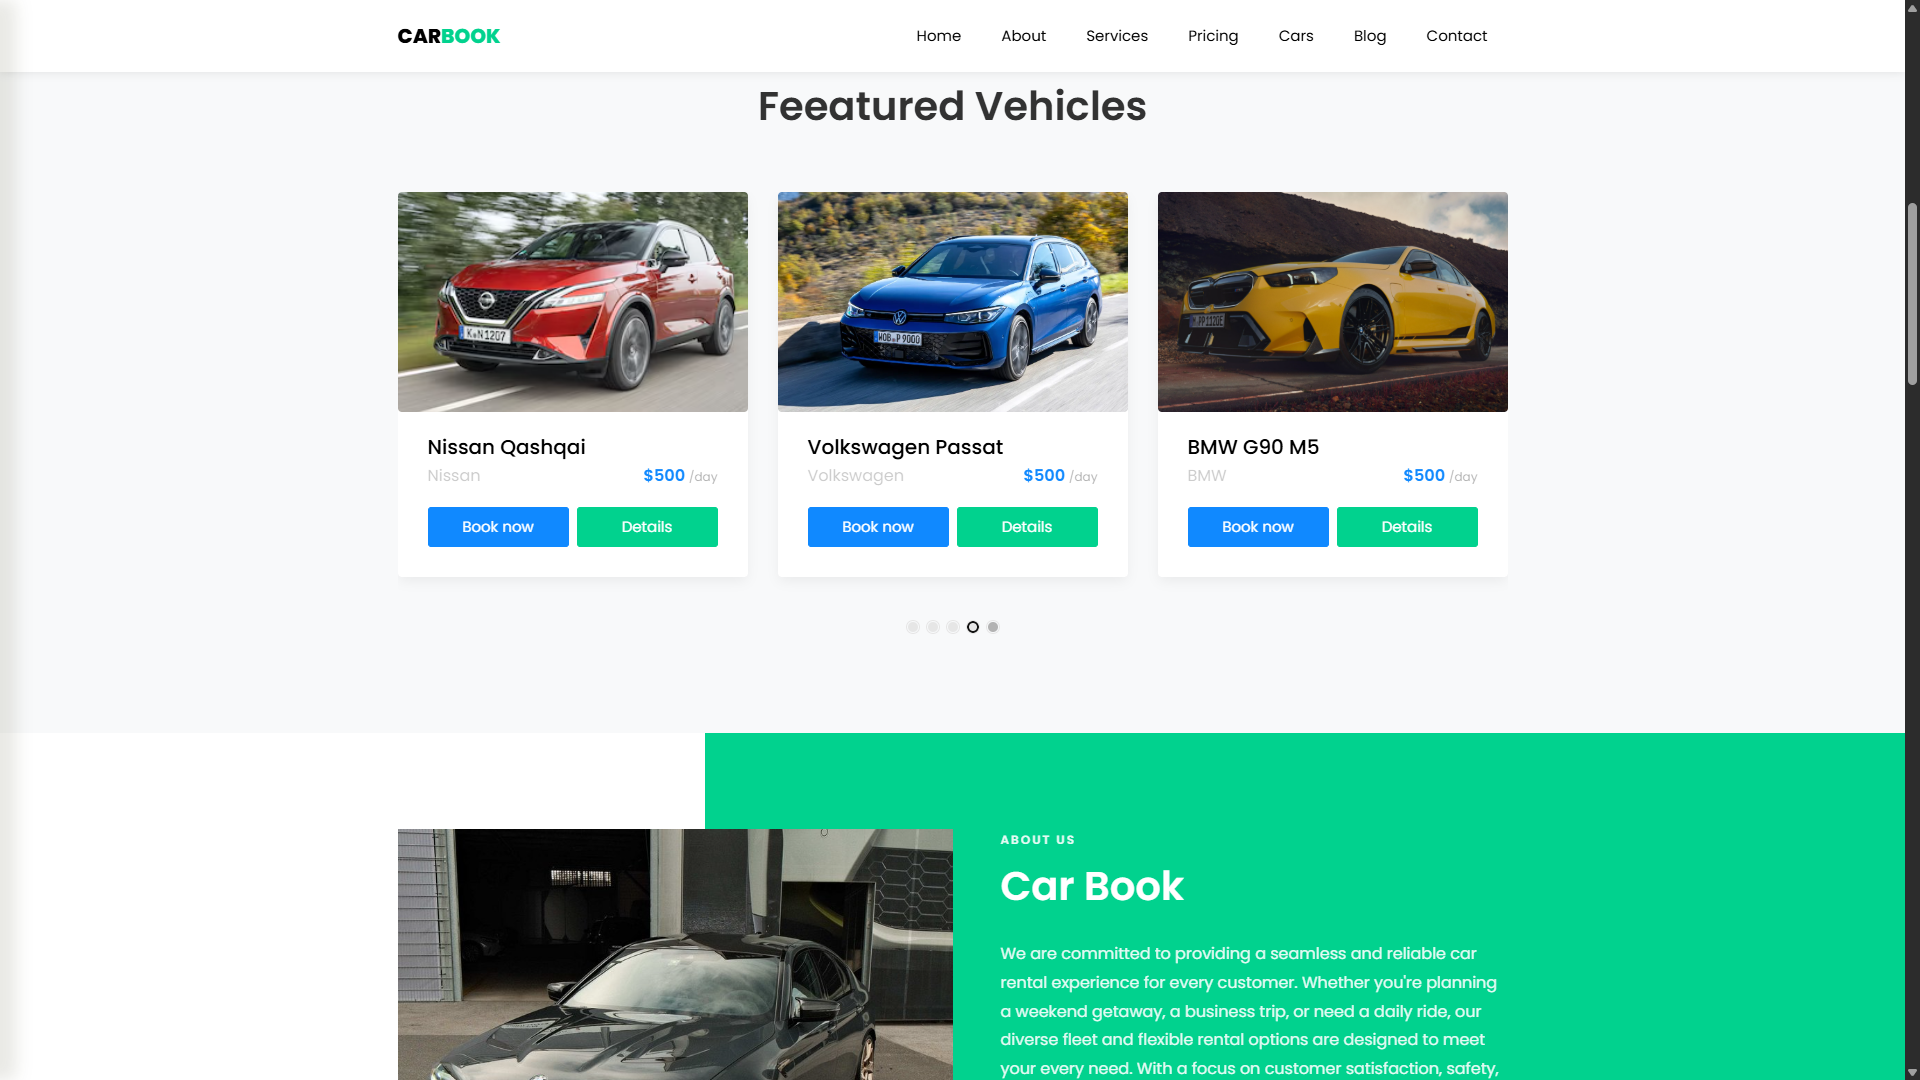 CARBOOK
Home About Services Pricing Cars Blog Contact
Feeatured Vehicles
K·N 1207
WOB·P 9000
Nissan Qashqai
Nissan $500 /day
Book now Details
Volkswagen Passat
Volkswagen $500 /day
Book now Details
BMW G90 M5
BMW $500 /day
Book now Details
ABOUT US
Car Book
We are committed to providing a seamless and reliable car
rental experience for every customer. Whether you're planning
a weekend getaway, a business trip, or need a daily ride, our
diverse fleet and flexible rental options are designed to meet
your every need. With a focus on customer satisfaction, safety,